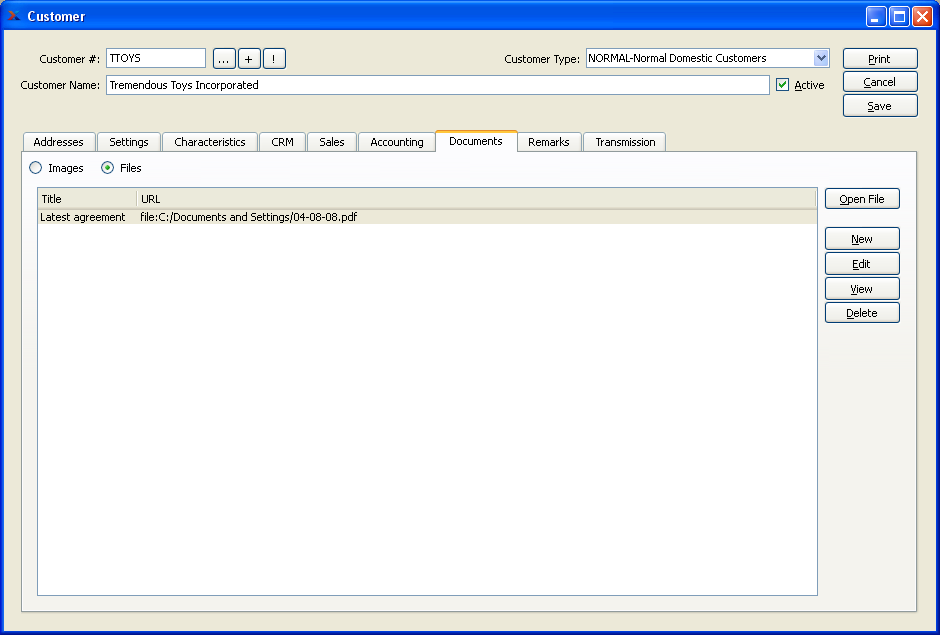 Customer
Customer #: TTOYS ... + ! Customer Type: NORMAL-Normal Domestic Customers Print
Cancel
Customer Name: Tremendous Toys Incorporated Active
Save
Addresses Settings Characteristics CRM Sales Accounting Documents Remarks Transmission
Images Files
Title URL Open File
Latest agreement file:C:/Documents and Settings/04-08-08.pdf
New
Edit
View
Delete